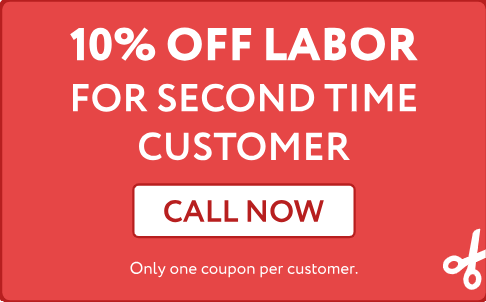 10% OFF LABOR
FOR SECOND TIME
CUSTOMER
CALL NOW
Only one coupon per customer.